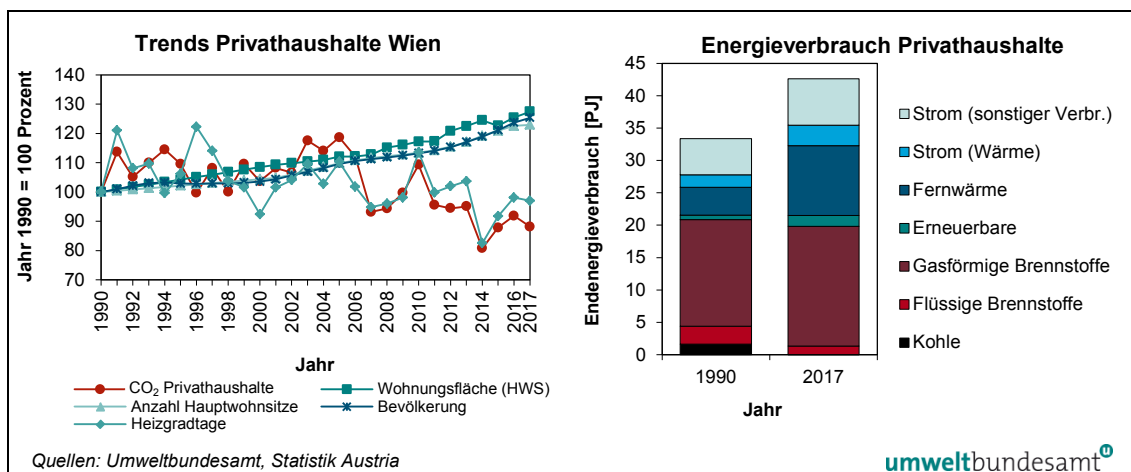 Trends Privathaushalte Wien
Jahr 1990 = 100 Prozent
140
130
120
110
100
90
80
70
1990
1992
1994
1996
1998
2000
2002
2004
2006
2008
2010
2012
2014
2016
2017
Jahr
CO₂ Privathaushalte
Wohnungsfläche (HWS)
Anzahl Hauptwohnsitze
Bevölkerung
Heizgradtage
Energieverbrauch Privathaushalte
Endenergieverbrauch [PJ]
45
40
35
30
25
20
15
10
5
0
1990
2017
Jahr
Strom (sonstiger Verbr.)
Strom (Wärme)
Fernwärme
Erneuerbare
Gasförmige Brennstoffe
Flüssige Brennstoffe
Kohle
Quellen: Umweltbundesamt, Statistik Austria
umweltbundesamt u